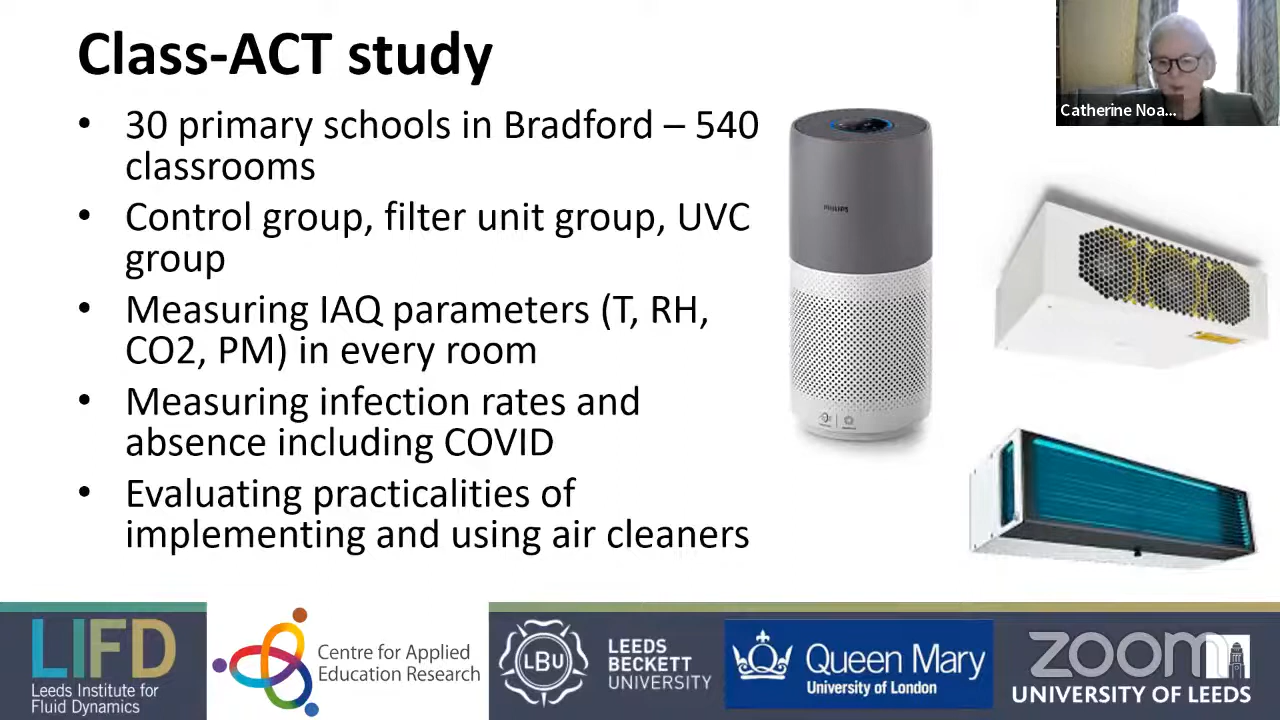 Class-ACT study
• 30 primary schools in Bradford – 540
classrooms
• Control group, filter unit group, UVC
group
• Measuring IAQ parameters (T, RH,
CO2, PM) in every room
• Measuring infection rates and
absence including COVID
• Evaluating practicalities of
implementing and using air cleaners
Catherine Noa...
PHILIPS
LIFD
Leeds Institute for
Fluid Dynamics
Centre for Applied
Education Research
LBU
LEEDS
BECKETT
UNIVERSITY
Queen Mary
University of London
zoom
UNIVERSITY OF LEEDS